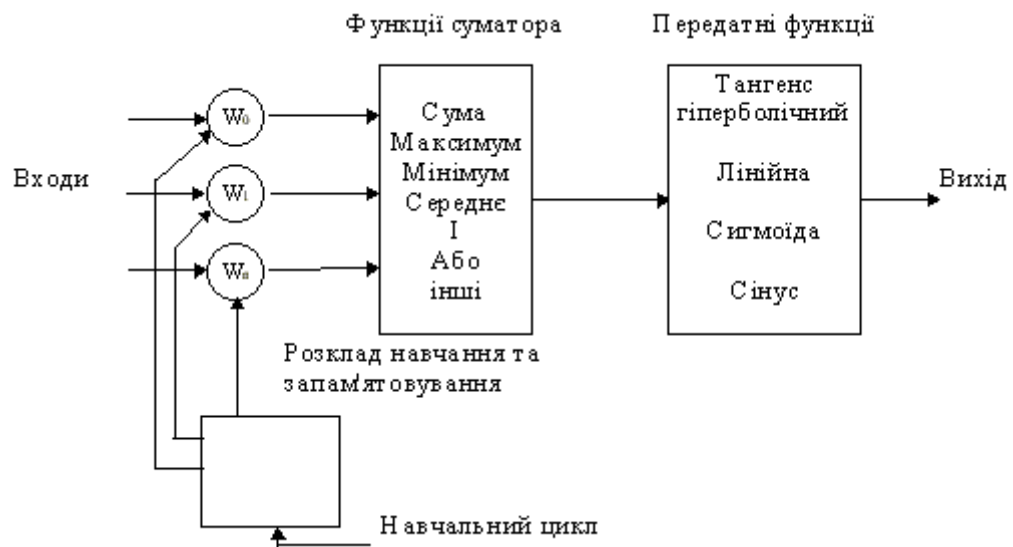 Функції суматора
Передатні функції
W₀
Сума
Максимум
Мінімум
Середнє
І
Або
інші
Тангенс
гіперболічний
Лінійна
Сигмоїда
Сінус
Входи
W₁
Вихід
Wₙ
Розклад навчання та
запам'ятовування
Навчальний цикл